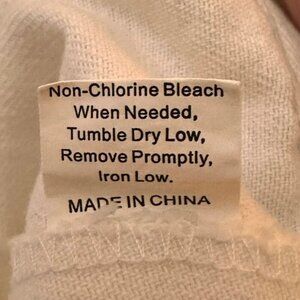 Non-Chlorine Bleach
When Needed,
Tumble Dry Low,
Remove Promptly,
Iron Low.
MADE IN CHINA